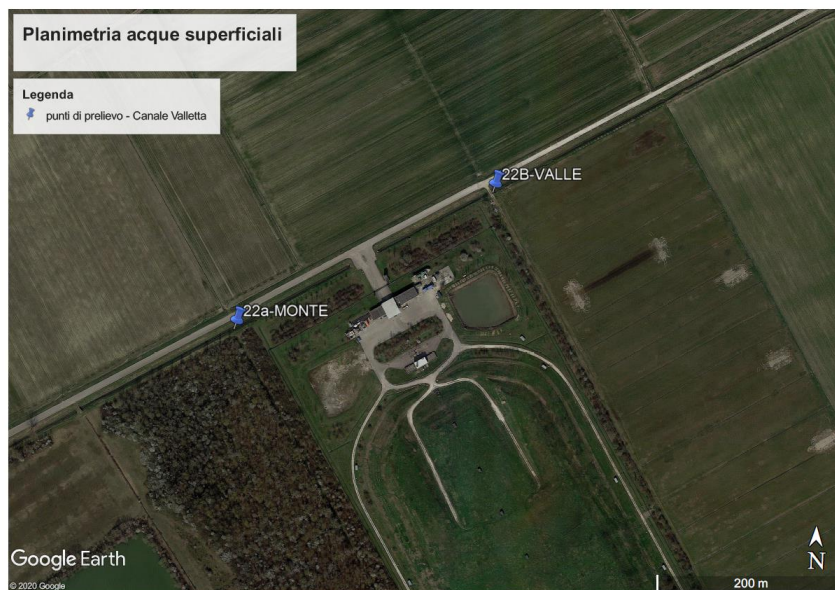 Planimetria acque superficiali
Legenda
punti di prelievo - Canale Valletta
22B-VALLE
22a-MONTE
Google Earth
© 2020 Google
N
200 m